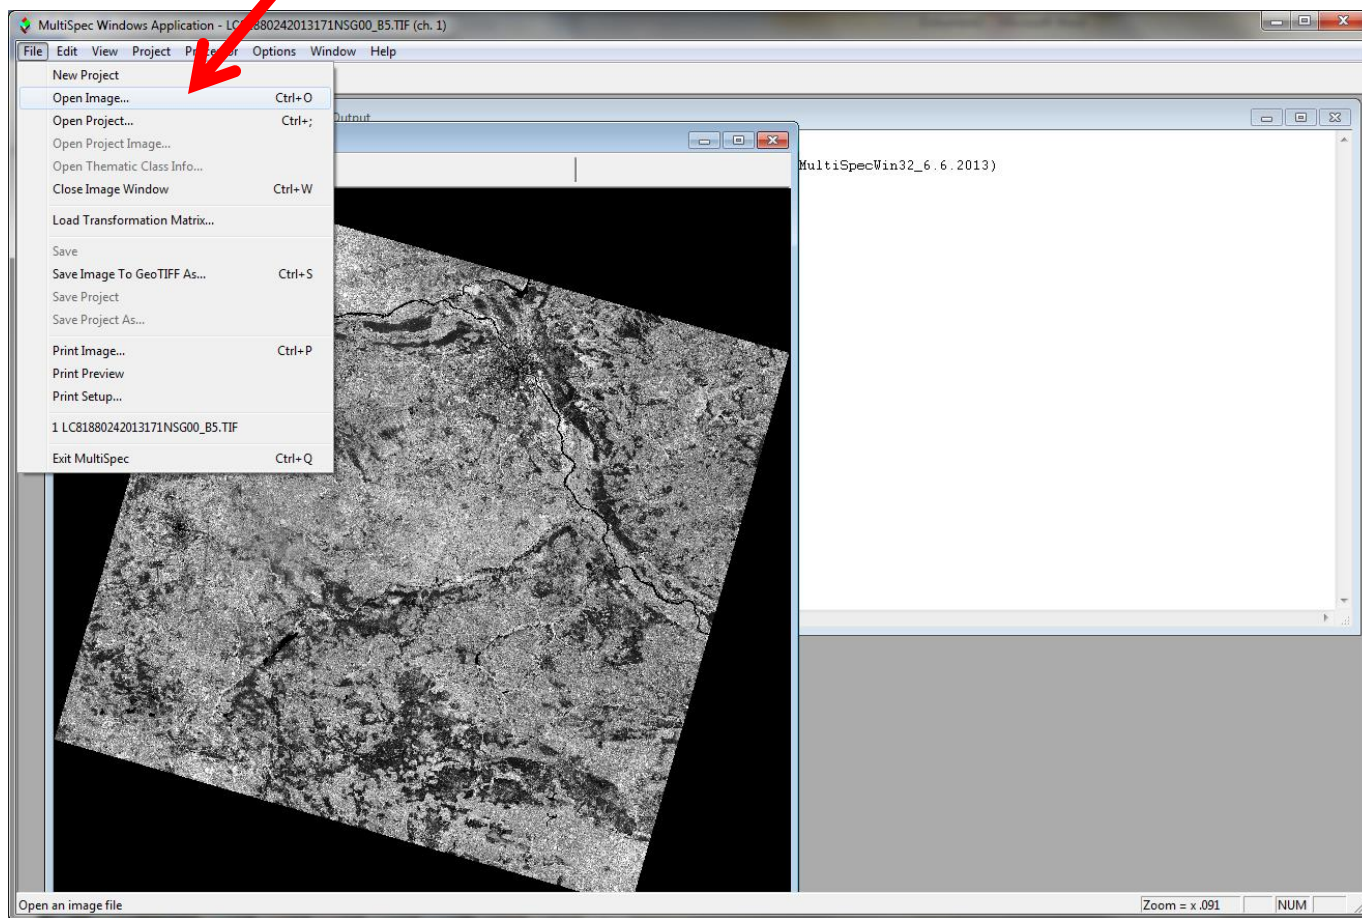 MultiSpec Windows Application - LC81880242013171NSG00_B5.TIF (ch. 1)
File Edit View Project Processor Options Window Help
New Project
Open Image... Ctrl+O
Open Project... Ctrl+;
Open Project Image...
Open Thematic Class Info...
Close Image Window Ctrl+W
Load Transformation Matrix...
Save
Save Image To GeoTIFF As... Ctrl+S
Save Project
Save Project As...
Print Image... Ctrl+P
Print Preview
Print Setup...
1 LC81880242013171NSG00_B5.TIF
Exit MultiSpec Ctrl+Q
Output
MultiSpecWin32_6.6.2013)
Open an image file
Zoom = x .091
NUM